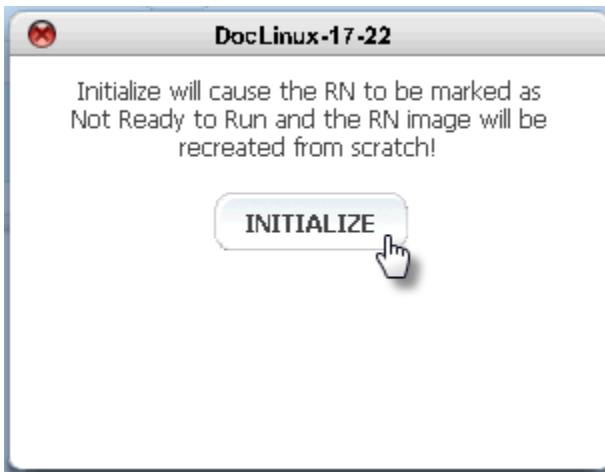 DocLinux-17-22
Initialize will cause the RN to be marked as
Not Ready to Run and the RN image will be
recreated from scratch!
INITIALIZE